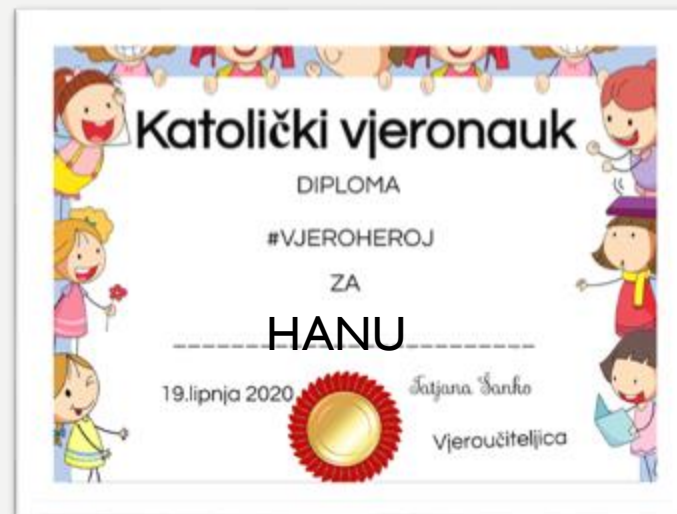 Katolički vjeronauk
DIPLOMA
#VJEROHEROJ
ZA
HANU
19.lipnja 2020
Tatjana Šanko
Vjeroučiteljica